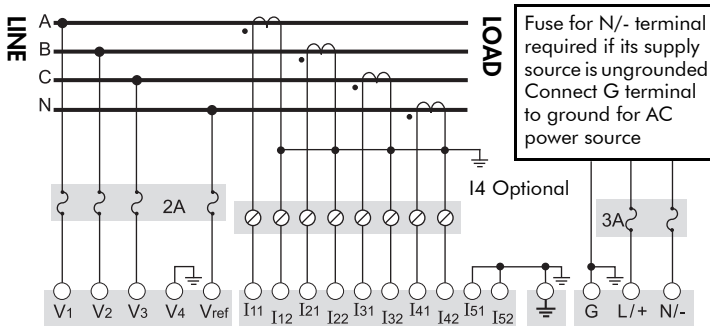 LINE
A
B
C
N
LOAD
Fuse for N/- terminal
required if its supply
source is ungrounded
Connect G terminal
to ground for AC
power source
I4 Optional
2A
3A
V1 V2 V3 V4 Vref I11 I12 I21 I22 I31 I32 I41 I42 I51 I52 G L/+ N/-